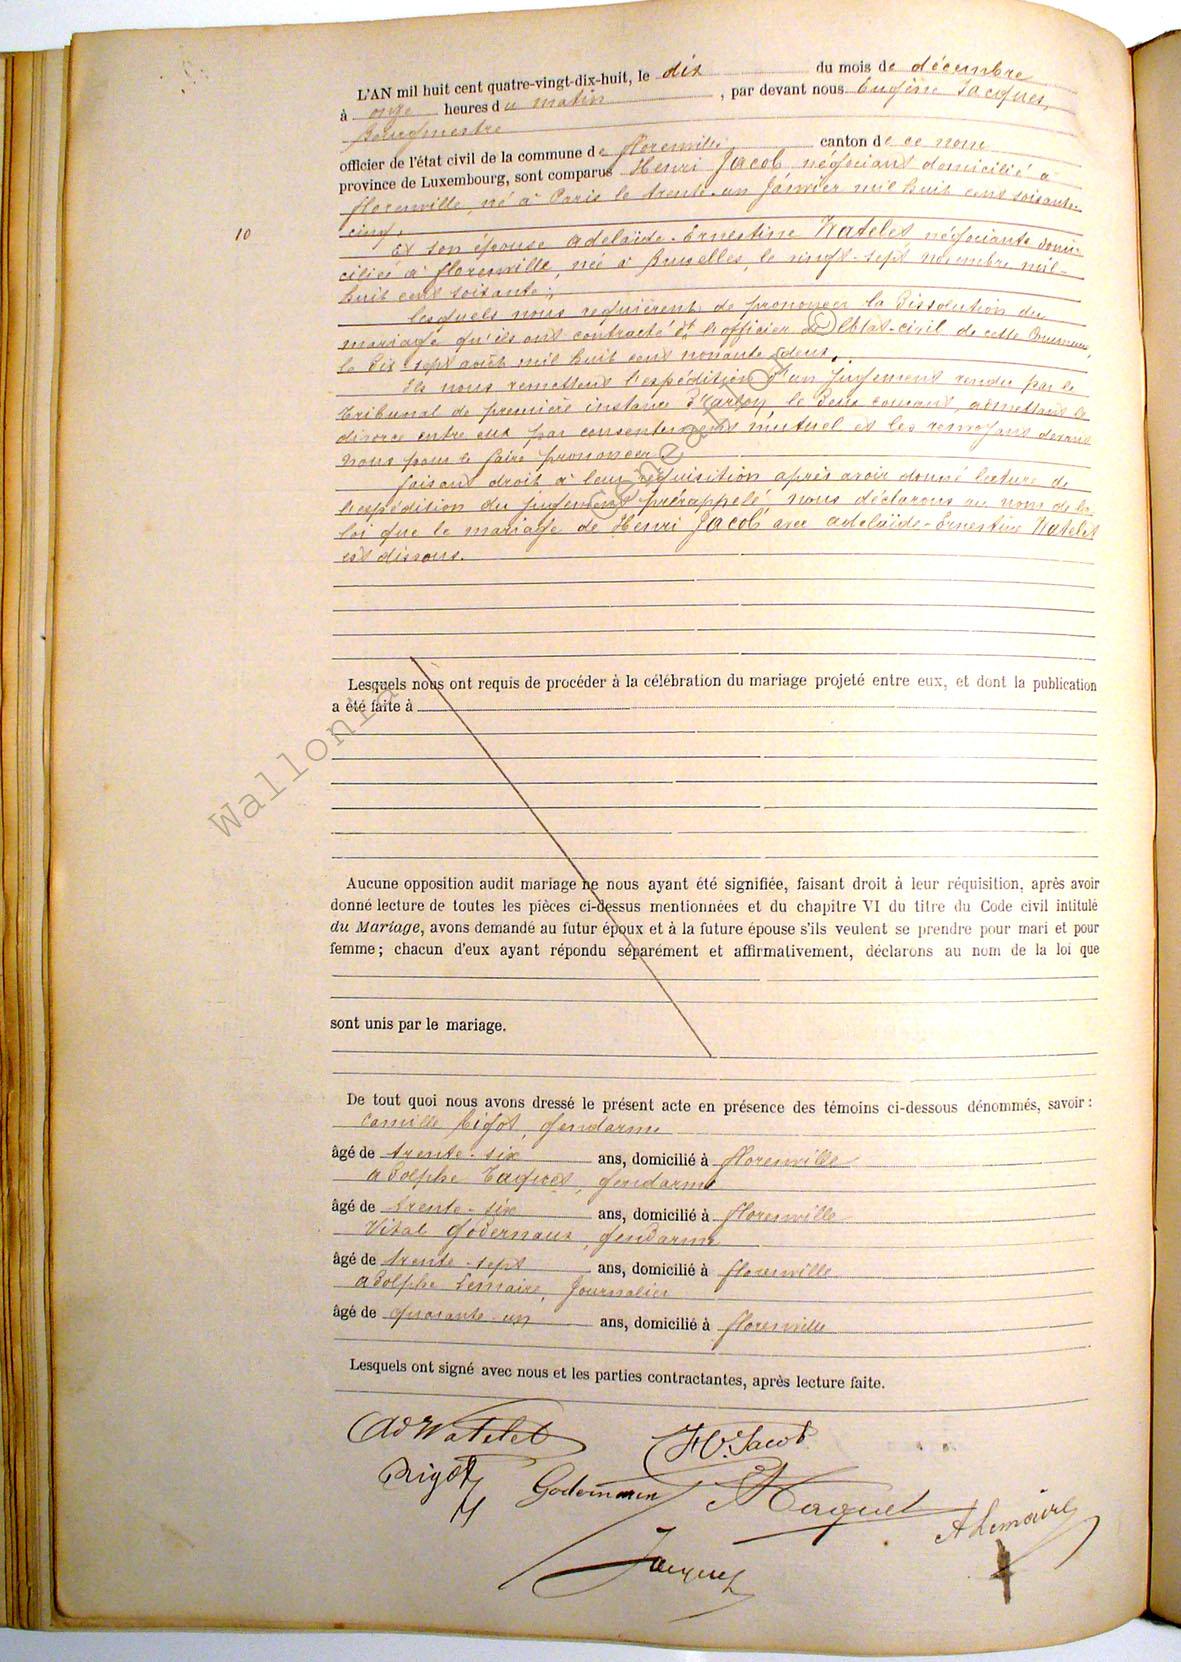 L'AN mil huit cent quatre-vingt-dix-huit, le dix du mois de décembre
à onze heures du matin, par devant nous Eugène Jacques,
Bourgmestre
officier de l'état civil de la commune de Florenville canton de ce nom
province de Luxembourg, sont comparus Henri Jacob négociant domicilié à
florenville, né à Paris le trente-un Janvier mil huit cent soixante-
cinq.
10
Et son épouse adelaïde-Ernestine Watelet négociante domi-
ciliée à florenville, née à Bruxelles, le vingt-sept novembre mil-
huit cent soixante;
lesquels nous requièrent de prononcer la Dissolution du
mariage qu'ils ont contracté dt l'officier de l'état-civil de cette Commune,
le Dix-sept août mil huit cent nonante deux.
Ils nous remettent l'expédition d'un jugement rendu par le
Tribunal de première instance d'Arlon, le Deux courant, admettant le
divorce entre eux par consentement mutuel et les renvoyant devant
nous pour le faire prononcer.
faisant droit à leur réquisition après avoir donné lecture de
l'expédition du jugement prérappelé nous déclarons au nom de la
loi que le mariage de Henri Jacob avec adelaïde-Ernestine Watelet
est dissous.
Lesquels nous ont requis de procéder à la célébration du mariage projeté entre eux, et dont la publication
a été faite à
Wallonia ©Genealor
Aucune opposition audit mariage ne nous ayant été signifiée, faisant droit à leur réquisition, après avoir
donné lecture de toutes les pièces ci-dessus mentionnées et du chapitre VI du titre du Code civil intitulé
du Mariage, avons demandé au futur époux et à la future épouse s'ils veulent se prendre pour mari et pour
femme; chacun d'eux ayant répondu séparément et affirmativement, déclarons au nom de la loi que
sont unis par le mariage.
De tout quoi nous avons dressé le présent acte en présence des témoins ci-dessous dénommés, savoir:
Camille Rigot, gendarme
âgé de trente-six ans, domicilié à florenville
adolphe Taquet, gendarme
âgé de trente-six ans, domicilié à florenville
Vital Godernaux, gendarme
âgé de trente-sept ans, domicilié à florenville
adolphe Lemaire, Journalier
âgé de quarante-un ans, domicilié à florenville
Lesquels ont signé avec nous et les parties contractantes, après lecture faite.
Ad Watelet
Hi. Jacob
Rigot
Taquet
A Lemaire
Jacques